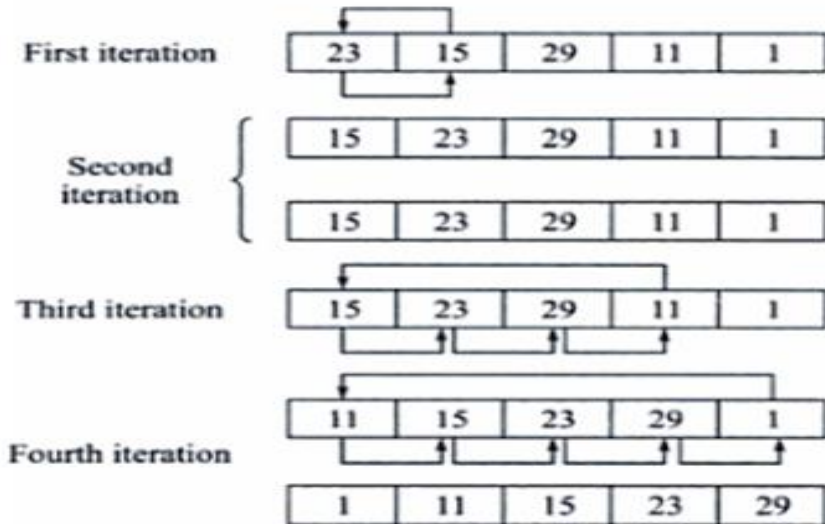 First iteration
23 15 29 11 1
15 23 29 11 1
Second
iteration
15 23 29 11 1
Third iteration
15 23 29 11 1
11 15 23 29 1
Fourth iteration
1 11 15 23 29